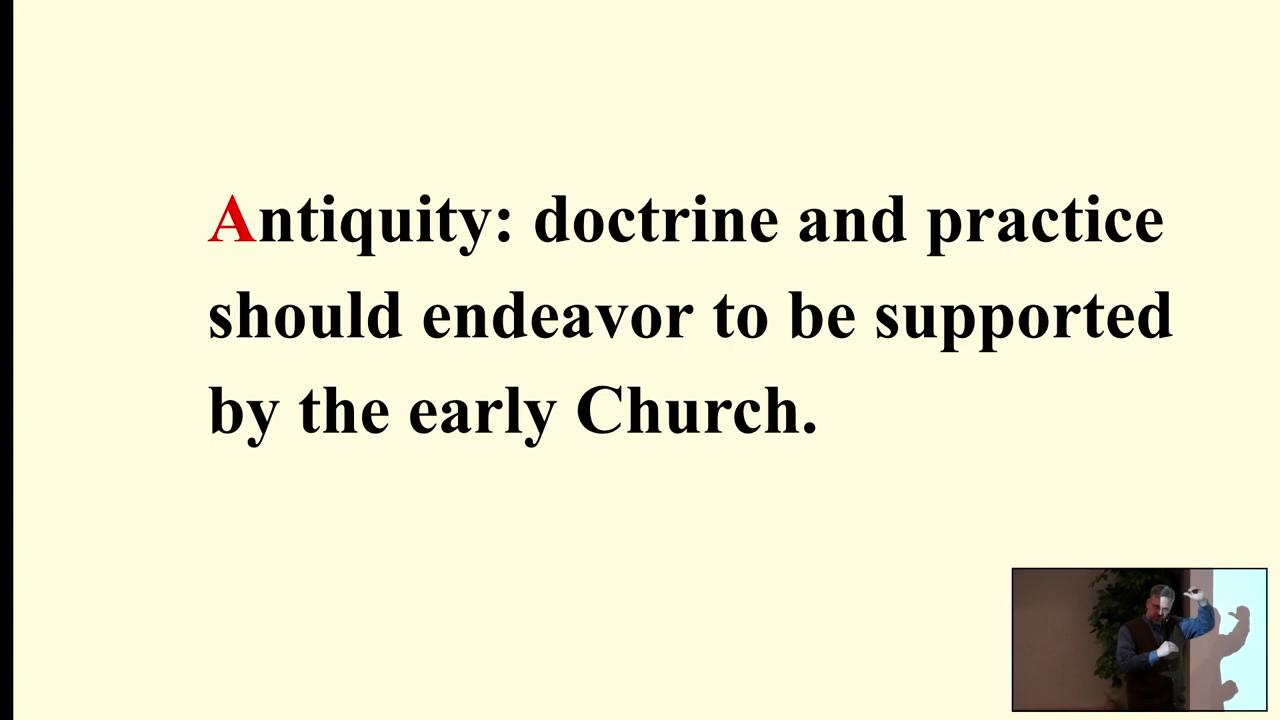 Antiquity: doctrine and practice
should endeavor to be supported
by the early Church.